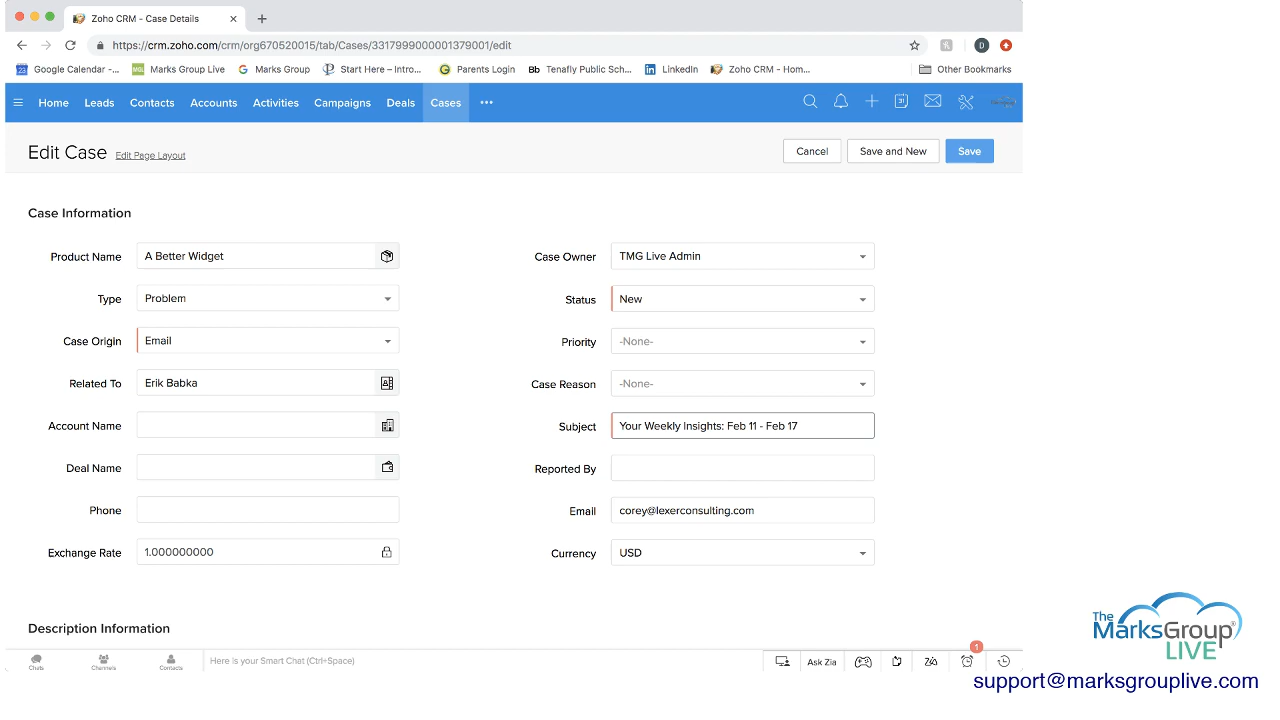 Zoho CRM - Case Details
https://crm.zoho.com/crm/org670520015/tab/Cases/3317999000001379001/edit
D
23 Google Calendar -... MGL Marks Group Live Marks Group Start Here – Intro... Parents Login Bb Tenafly Public Sch... LinkedIn Zoho CRM - Hom... Other Bookmarks
Home Leads Contacts Accounts Activities Campaigns Deals Cases ••• 31
Edit Case Edit Page Layout Cancel Save and New Save
Case Information
Product Name A Better Widget Case Owner TMG Live Admin
Type Problem Status New
Case Origin Email Priority -None-
Related To Erik Babka Case Reason -None-
Account Name Subject Your Weekly Insights: Feb 11 - Feb 17
Deal Name Reported By
Phone Email corey@lexerconsulting.com
Exchange Rate 1.000000000 Currency USD
Description Information
Chats Channels Contacts Here is your Smart Chat (Ctrl+Space) Ask Zia 1
The
MarksGroup®
LIVE
support@marksgrouplive.com